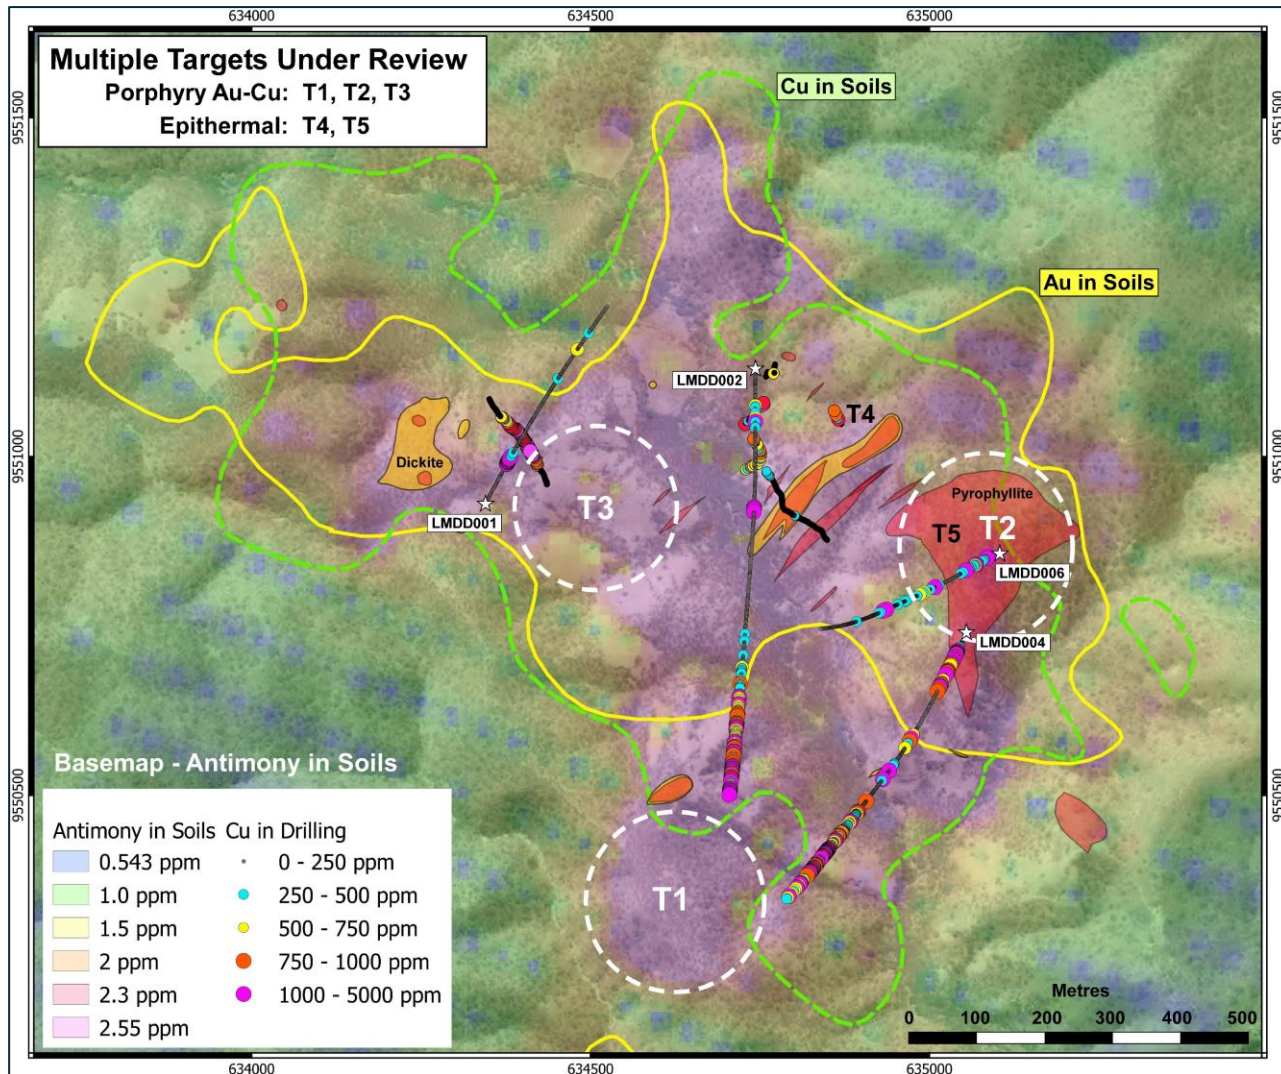 634000 634500 635000
Multiple Targets Under Review
Porphyry Au-Cu: T1, T2, T3
Epithermal: T4, T5
Cu in Soils
9551500
9551500
Au in Soils
LMDD002
T4
Dickite
9551000
9551000
Pyrophyllite
T3
T5 T2
LMDD001
LMDD006
LMDD004
Basemap - Antimony in Soils
9550500
9550500
Antimony in Soils Cu in Drilling
0.543 ppm 0 - 250 ppm
1.0 ppm 250 - 500 ppm
1.5 ppm 500 - 750 ppm
2 ppm 750 - 1000 ppm
2.3 ppm 1000 - 5000 ppm
2.55 ppm
T1
Metres
0 100 200 300 400 500
634000 634500 635000